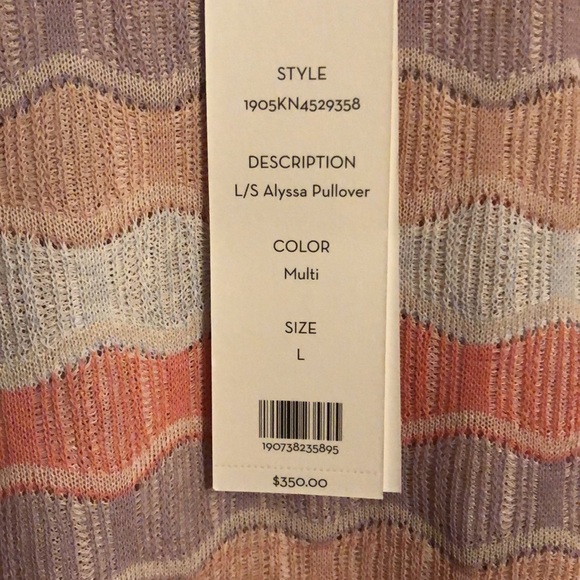 STYLE
1905KN4529358
DESCRIPTION
L/S Alyssa Pullover
COLOR
Multi
SIZE
L
190738235895
$350.00